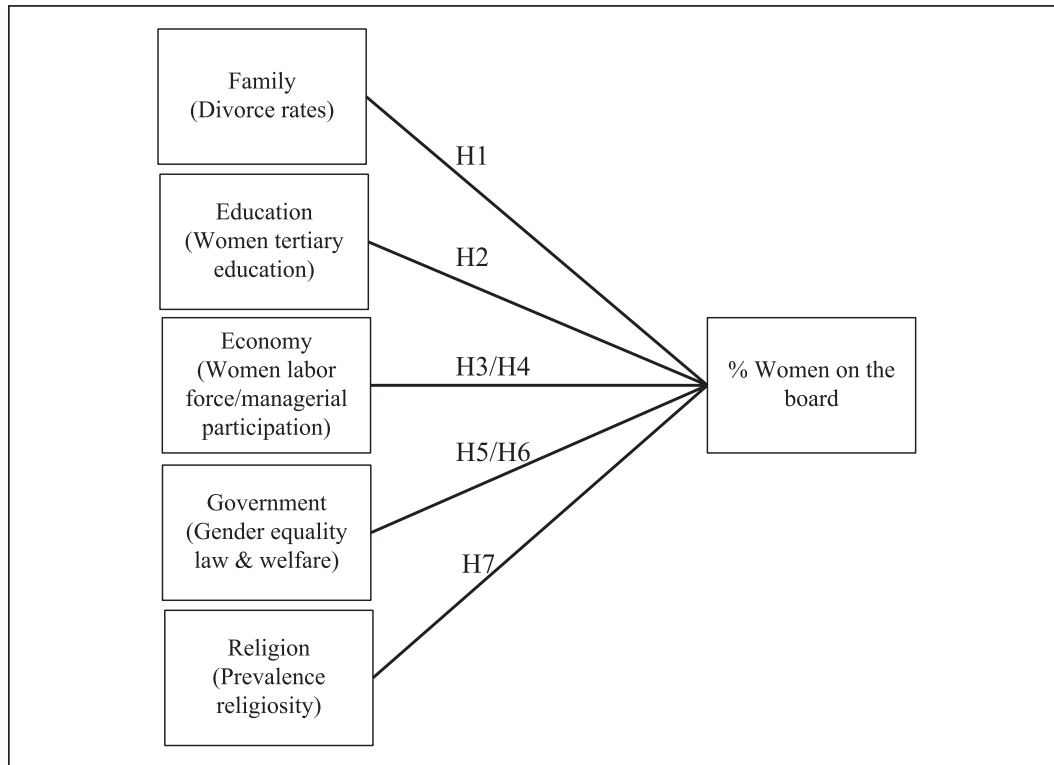 Family
(Divorce rates)
H1
Education
(Women tertiary
education)
H2
Economy
(Women labor
force/managerial
participation)
H3/H4
% Women on the
board
Government
(Gender equality
law & welfare)
H5/H6
Religion
(Prevalence
religiosity)
H7